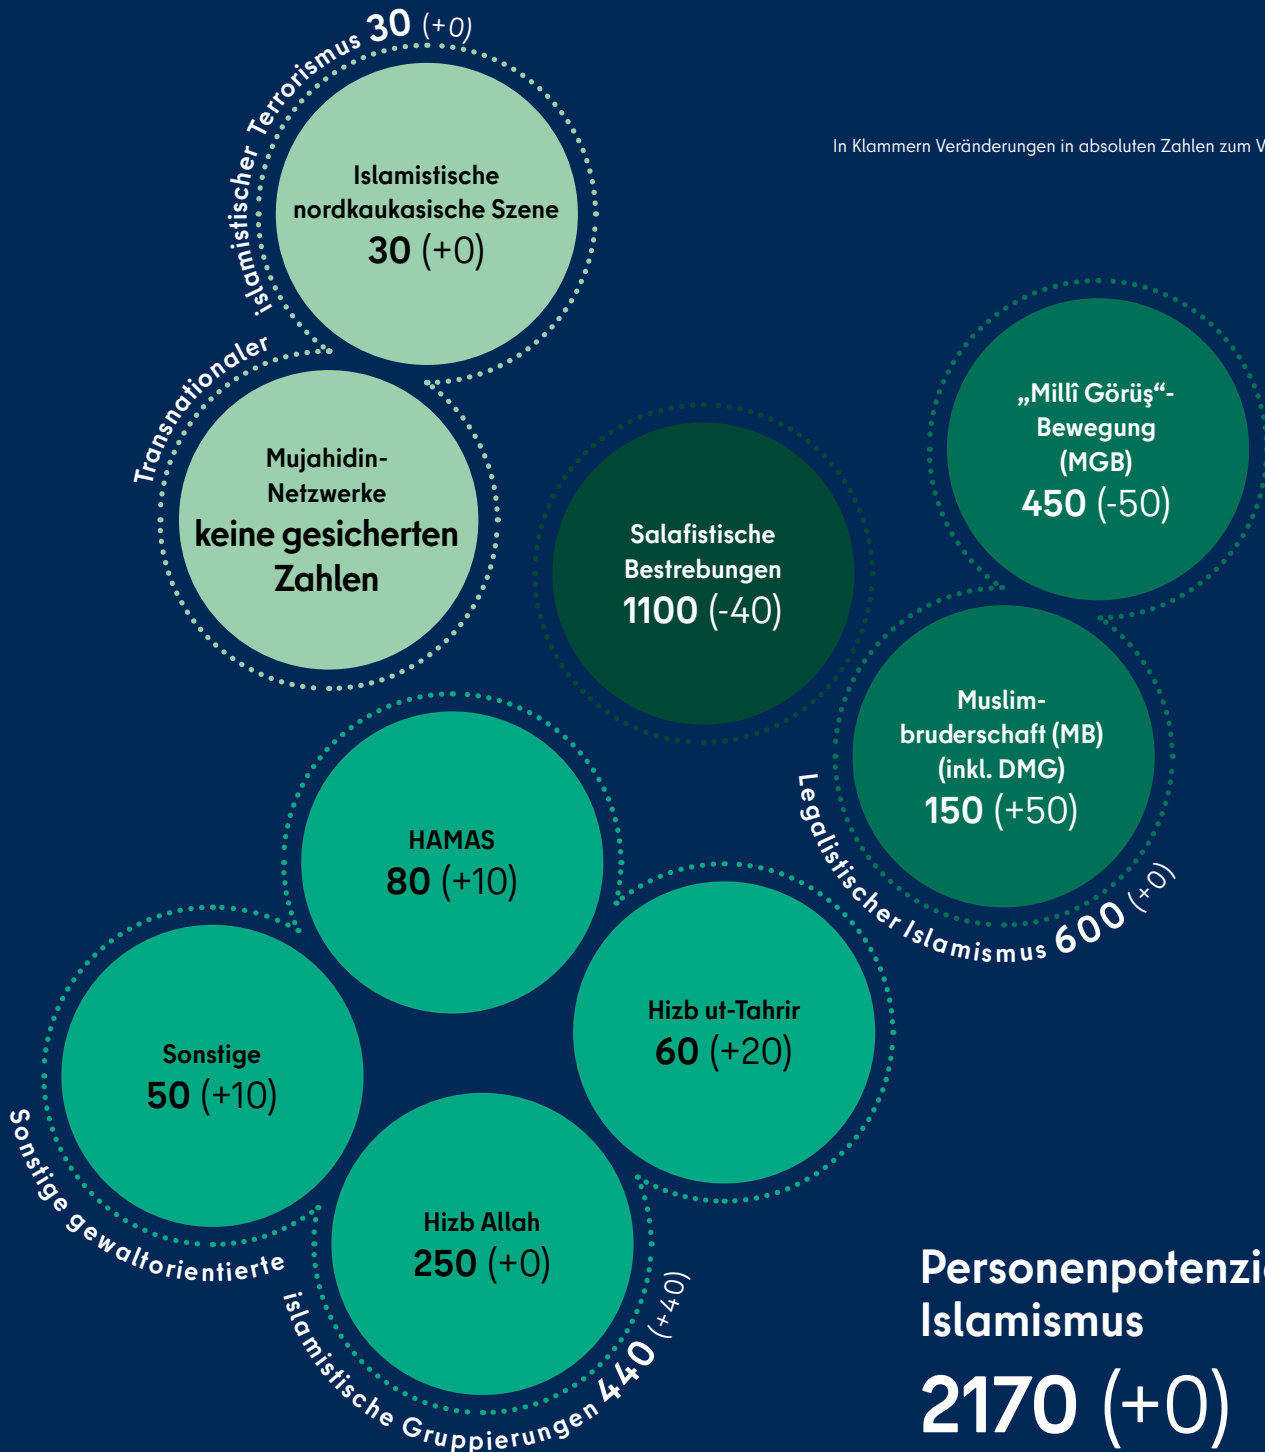 Transnationaler
islamistischer Terrorismus 30 (+0)
Islamistische
nordkaukasische Szene
30 (+0)
Mujahidin-
Netzwerke
keine gesicherten
Zahlen
In Klammern Veränderungen in absoluten Zahlen zum
Salafistische
Bestrebungen
1100 (-40)
„Millî Görüş“-
Bewegung
(MGB)
450 (-50)
Muslim-
bruderschaft (MB)
(inkl. DMG)
150 (+50)
Legalistischer Islamismus 600 (+0)
HAMAS
80 (+10)
Hizb ut-Tahrir
60 (+20)
Sonstige
50 (+10)
Hizb Allah
250 (+0)
Sonstige gewaltorientierte
islamistische Gruppierungen 440 (+40)
Islamismus
2170 (+0)